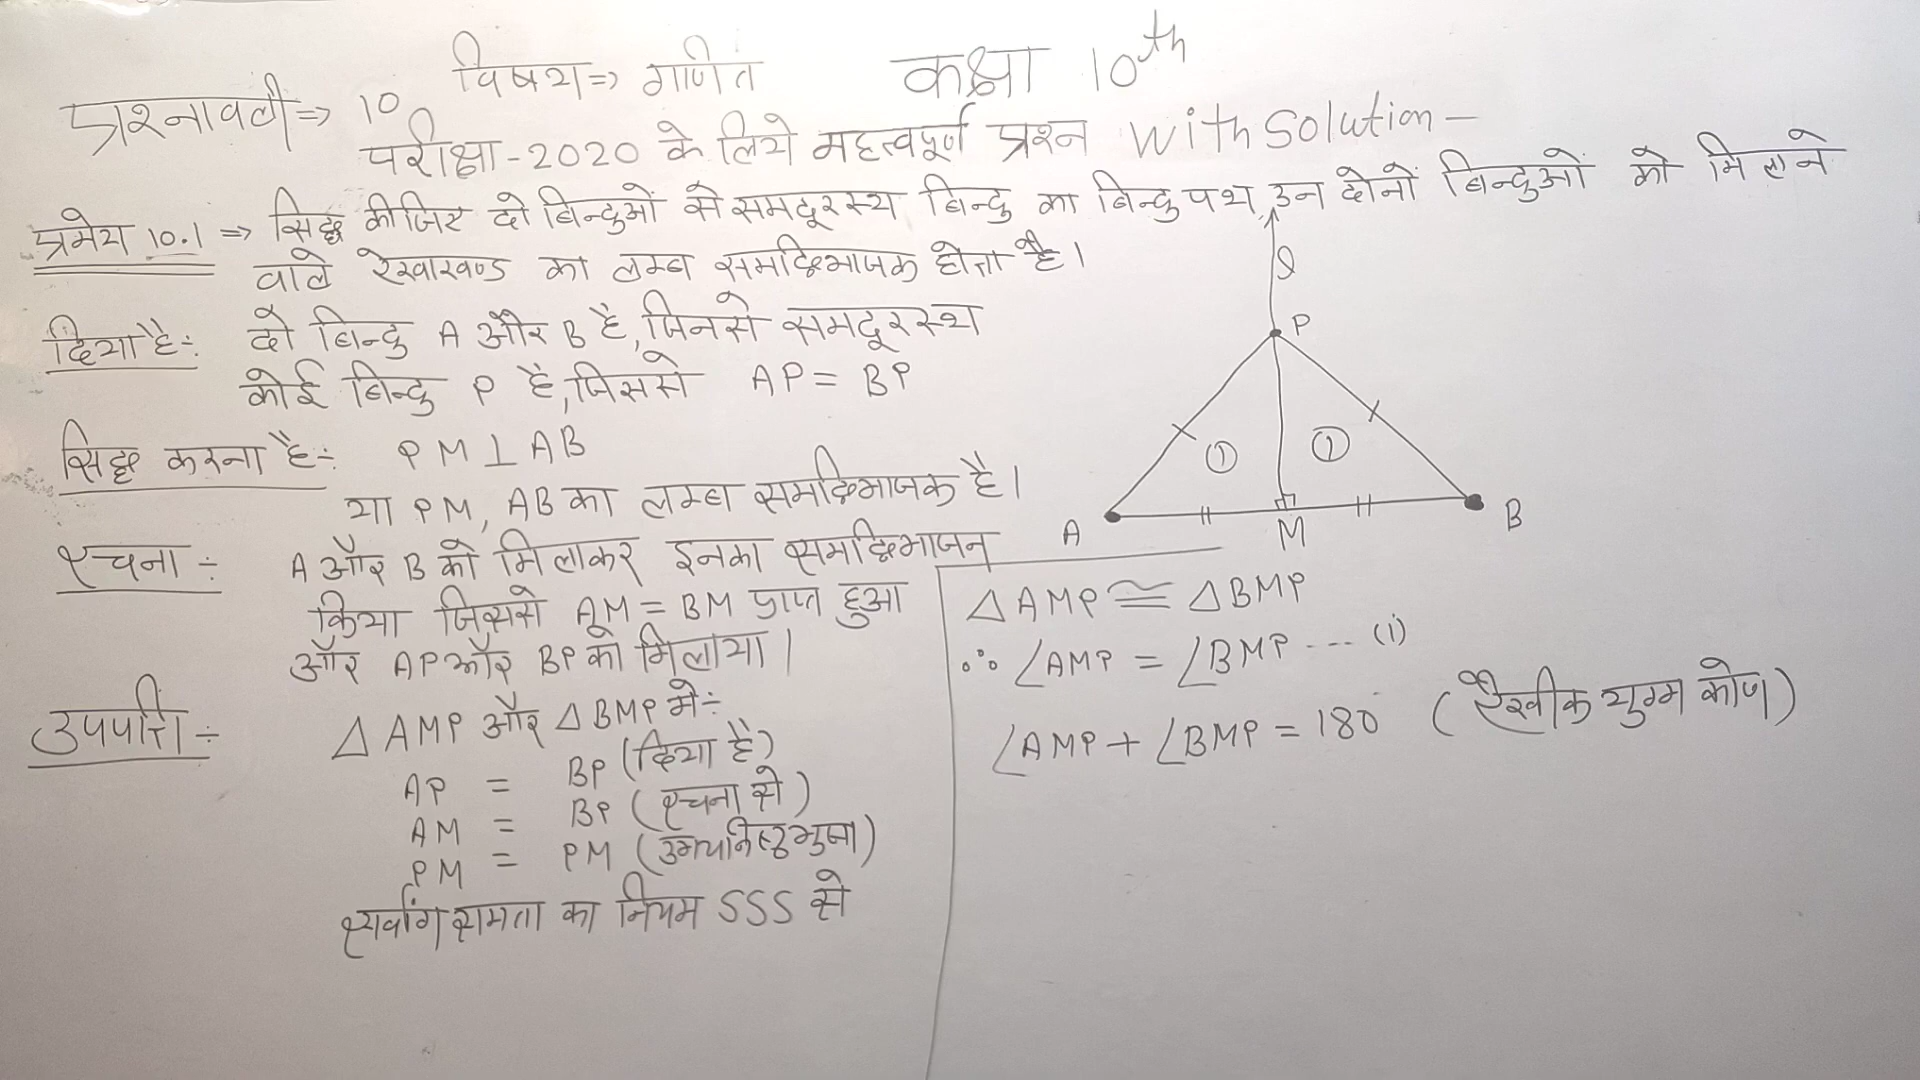 विषय⇒ गणित कक्षा 10th
प्रश्नावली⇒ 10
परीक्षा-2020 के लिये महत्वपूर्ण प्रश्न With Solution-
प्रमेय 10.1 ⇒ सिद्ध कीजिए दो बिन्दुओं से समदूरस्थ बिन्दु का बिन्दुपथ, उन दोनों बिन्दुओं को मिलाने
वाले रेखाखण्ड का लम्ब समद्विभाजक होता है।
दिया है:- दो बिन्दु A और B है, जिनसे समदूरस्थ
कोई बिन्दु P है, जिससे AP = BP
सिद्ध करना है:- PM ⊥ AB
या PM, AB का लम्ब समद्विभाजक है।
रचना :- A और B को मिलाकर इनका समद्विभाजन
किया जिससे AM = BM प्राप्त हुआ
और AP और BP को मिलाया।
उपपत्ति :- △ AMP और △ BMP में:-
AP = BP (दिया है)
AM = BP (रचना से)
PM = PM (उभयनिष्ठ भुजा)
सर्वांगसमता का नियम SSS से
l
P
1 1
A M B
△ AMP ≅ △ BMP
∴ ∠AMP = ∠BMP --- (i)
∠AMP + ∠BMP = 180° (रैखीक युग्म कोण)